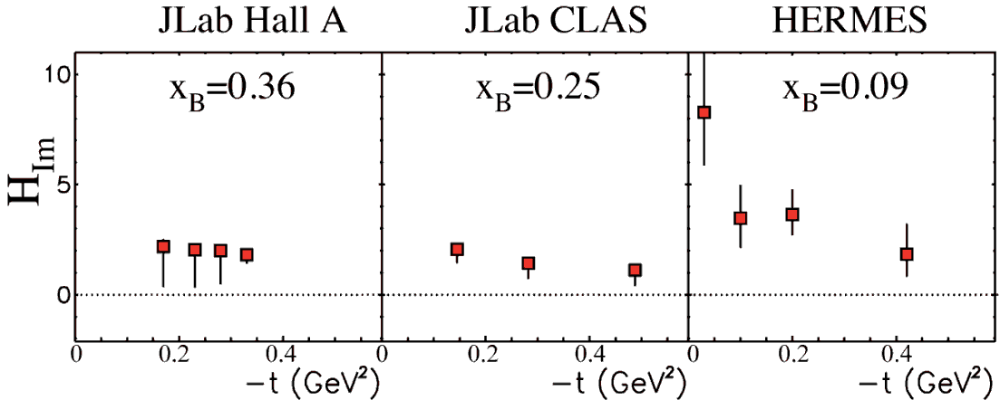 JLab Hall A JLab CLAS HERMES
x_B=0.36 x_B=0.25 x_B=0.09
H_Im
10
5
0
0 0.2 0.4 0.2 0.4 0 0.2 0.4
−t (GeV²) −t (GeV²) −t (GeV²)